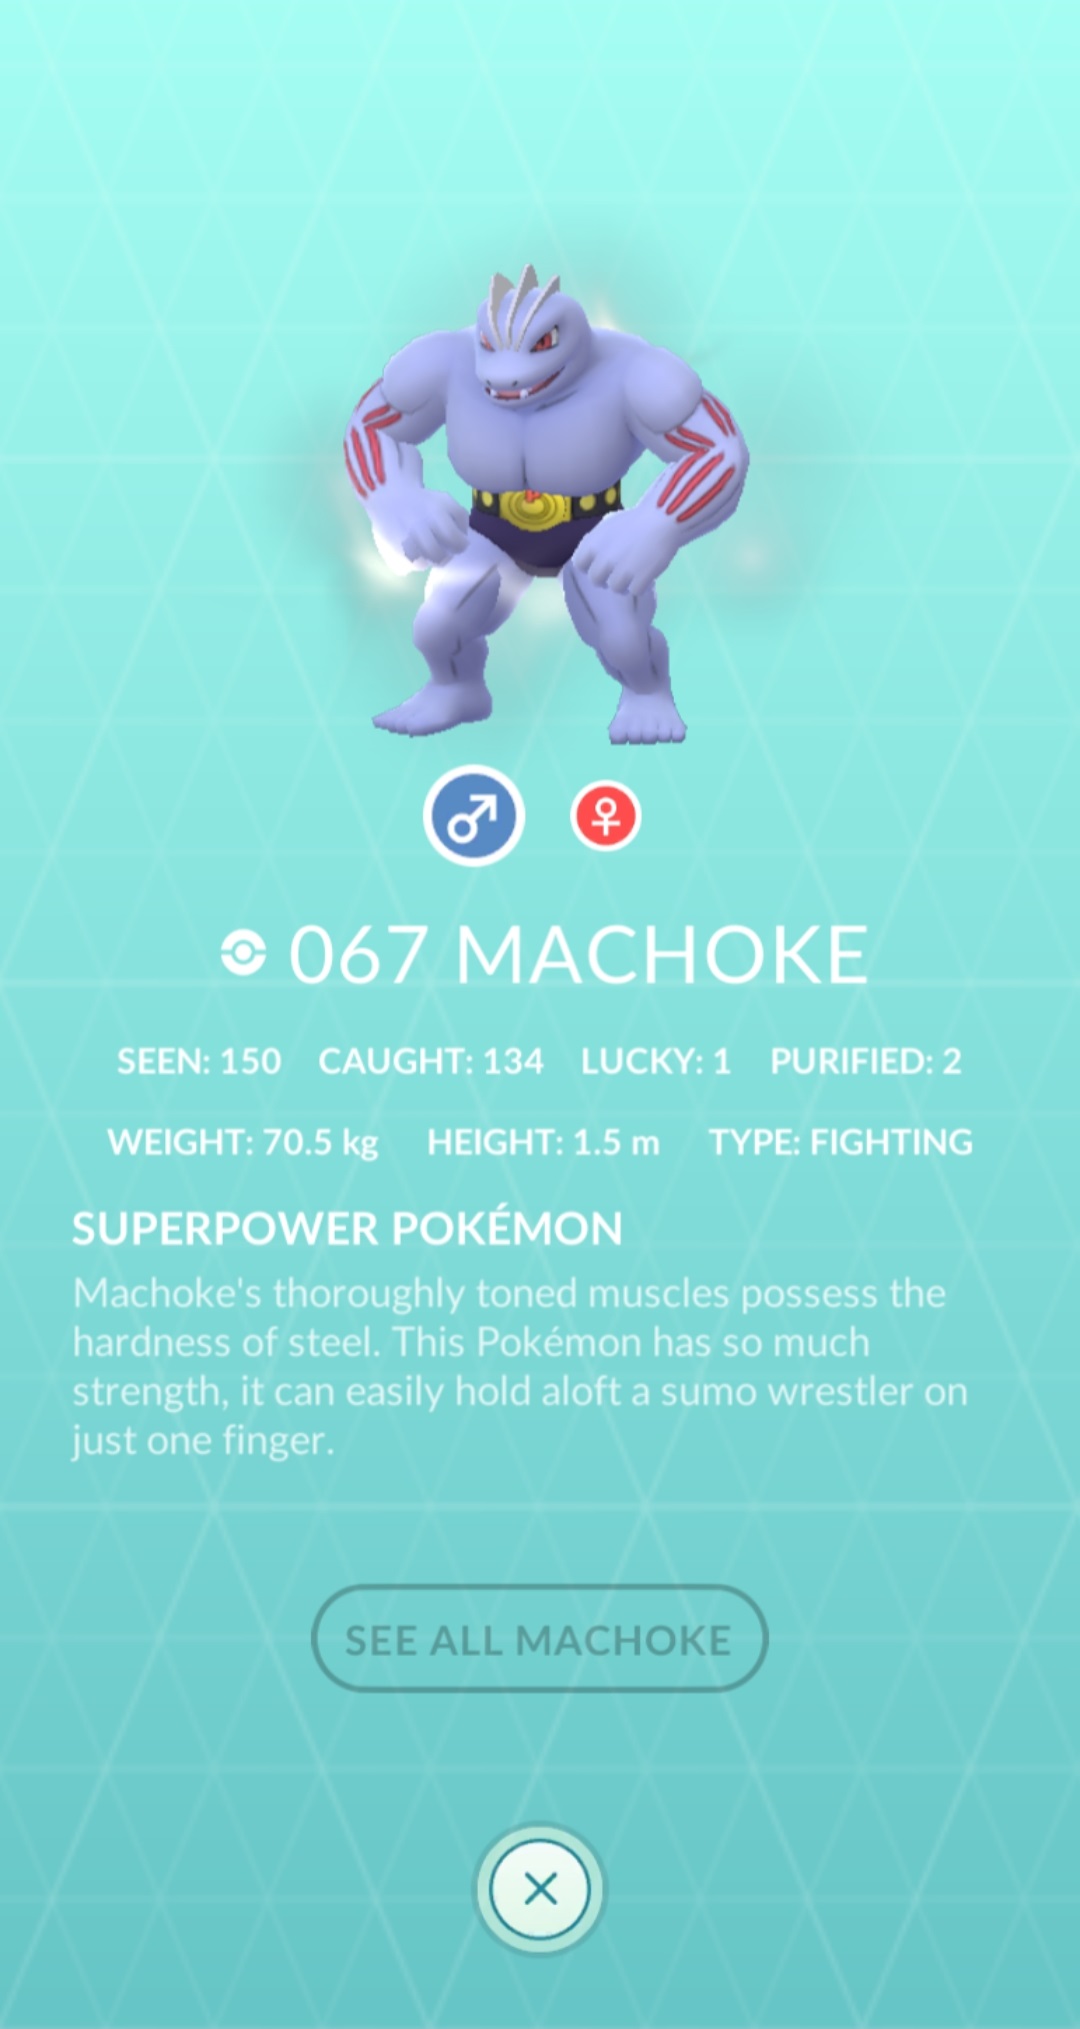 067 MACHOKE
SEEN: 150 CAUGHT: 134 LUCKY: 1 PURIFIED: 2
WEIGHT: 70.5 kg HEIGHT: 1.5 m TYPE: FIGHTING
SUPERPOWER POKÉMON
Machoke's thoroughly toned muscles possess the
hardness of steel. This Pokémon has so much
strength, it can easily hold aloft a sumo wrestler on
just one finger.
SEE ALL MACHOKE